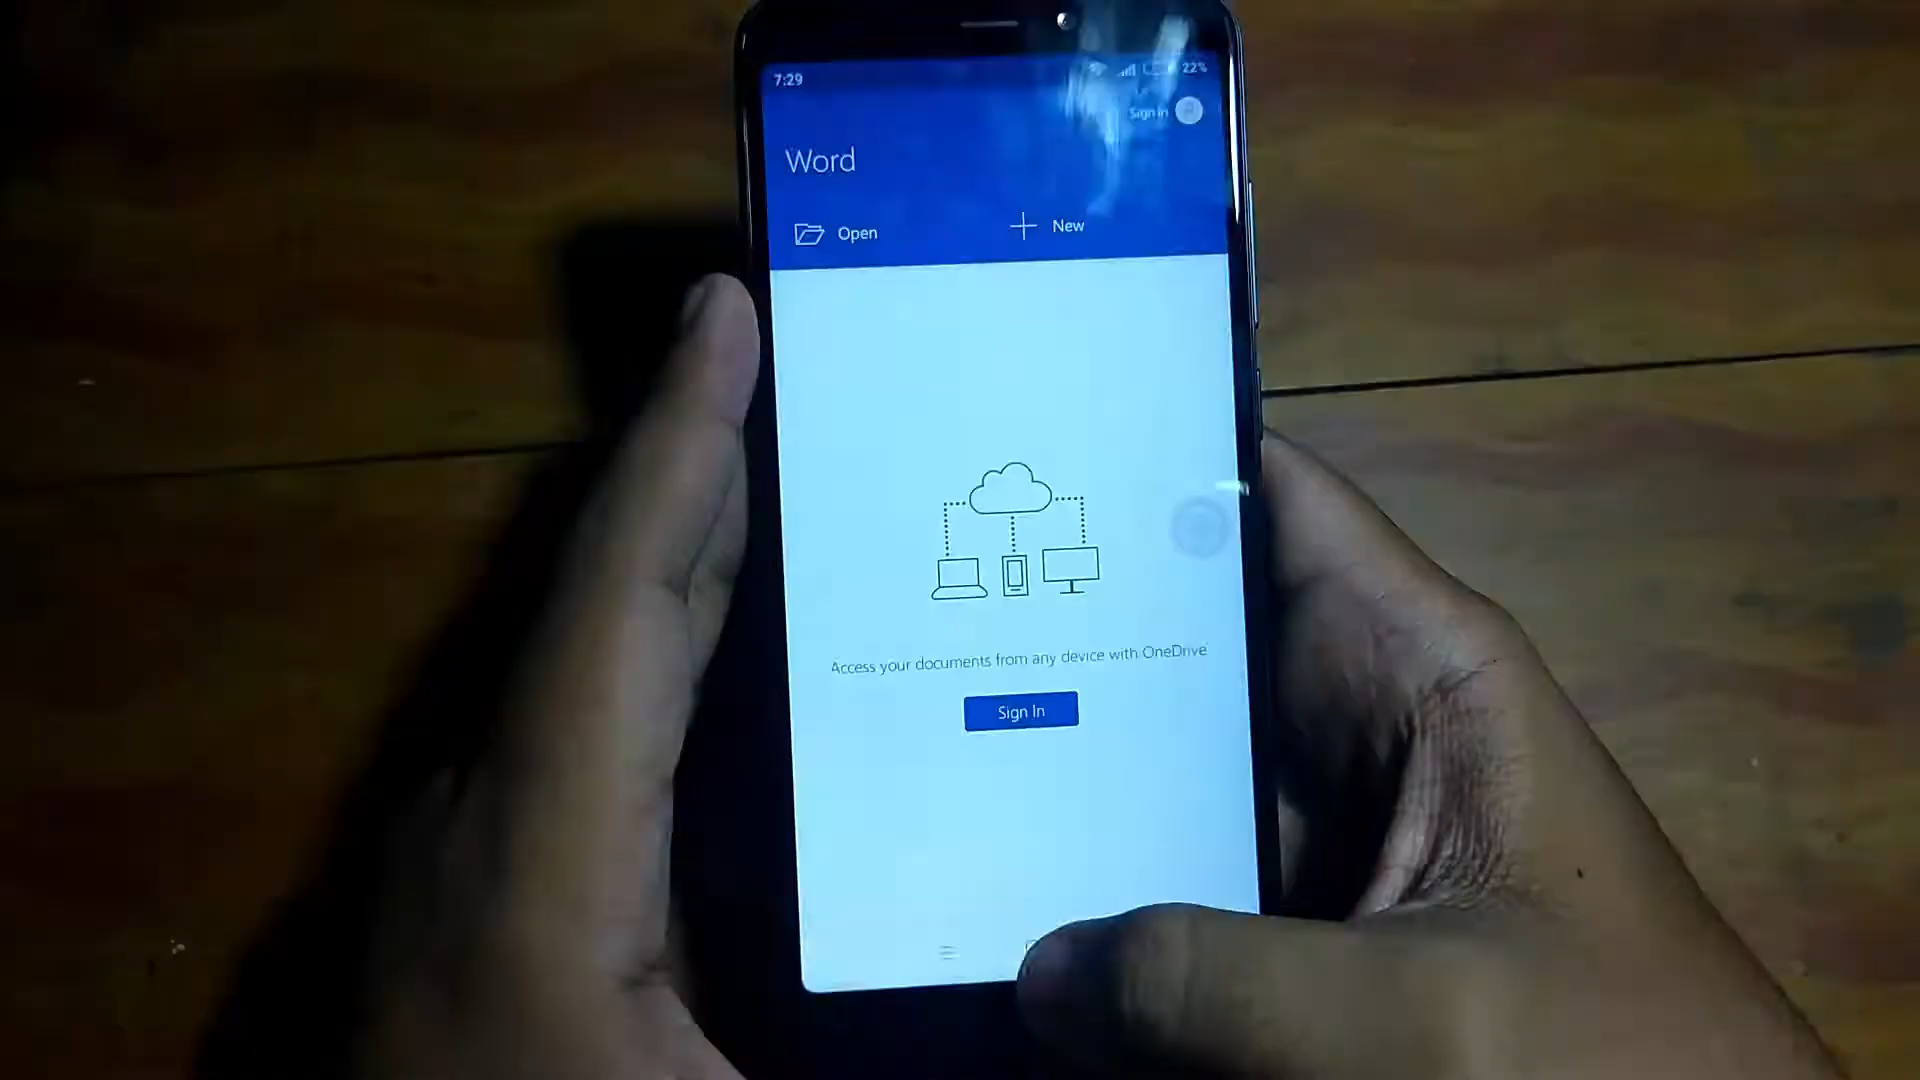 7:29 22%
Sign in
Word
Open New
Access your documents from any device with OneDrive
Sign In